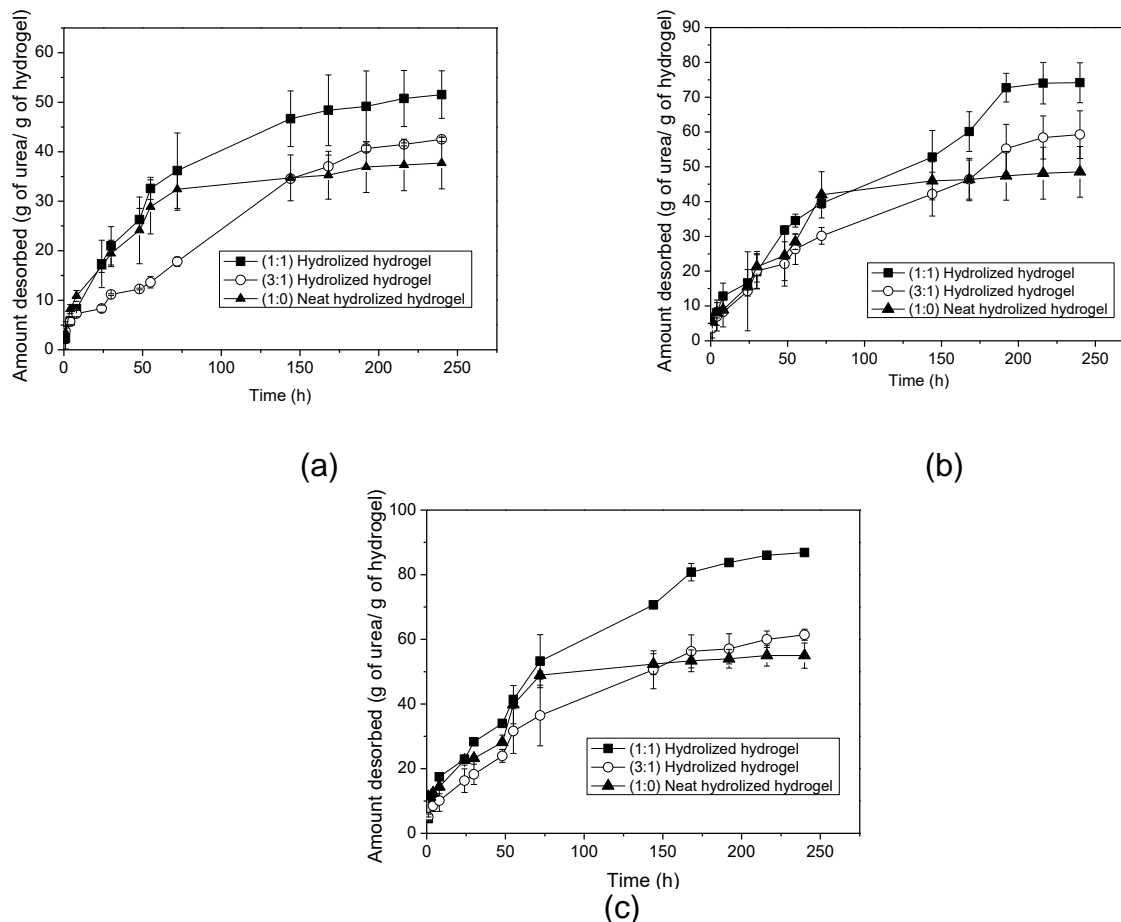 Amount desorbed (g of urea/ g of hydrogel)
60
50
40
30
20
10
0
(1:1) Hydrolized hydrogel
(3:1) Hydrolized hydrogel
(1:0) Neat hydrolized hydrogel
0 50 100 150 200 250
Time (h)
(a)
Amount desorbed (g of urea/ g of hydrogel)
90
80
70
60
50
40
30
20
10
0
(1:1) Hydrolized hydrogel
(3:1) Hydrolized hydrogel
(1:0) Neat hydrolized hydrogel
0 50 100 150 200 250
Time (h)
(b)
Amount desorbed (g of urea/ g of hydrogel)
100
80
60
40
20
0
(1:1) Hydrolized hydrogel
(3:1) Hydrolized hydrogel
(1:0) Neat hydrolized hydrogel
0 50 100 150 200 250
Time (h)
(c)